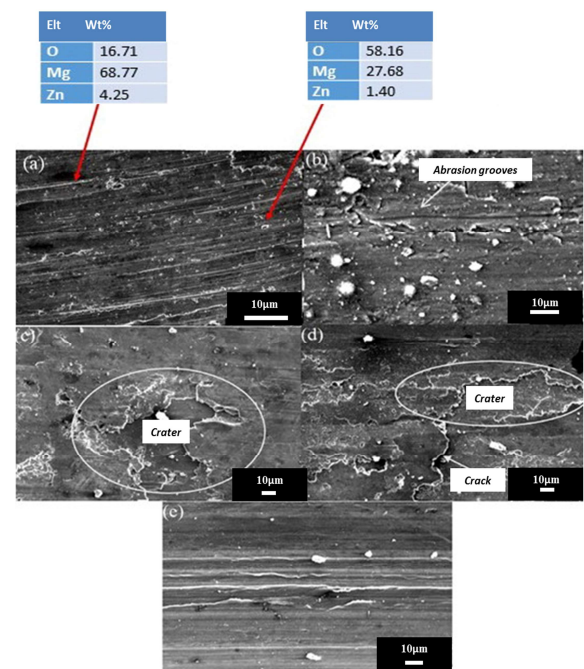 Elt Wt%
O 16.71
Mg 68.77
Zn 4.25
Elt Wt%
O 58.16
Mg 27.68
Zn 1.40
(a)
10μm
(b)
Abrasion grooves
10μm
(c)
Crater
10μm
(d)
Crater
Crack
10μm
(e)
10μm